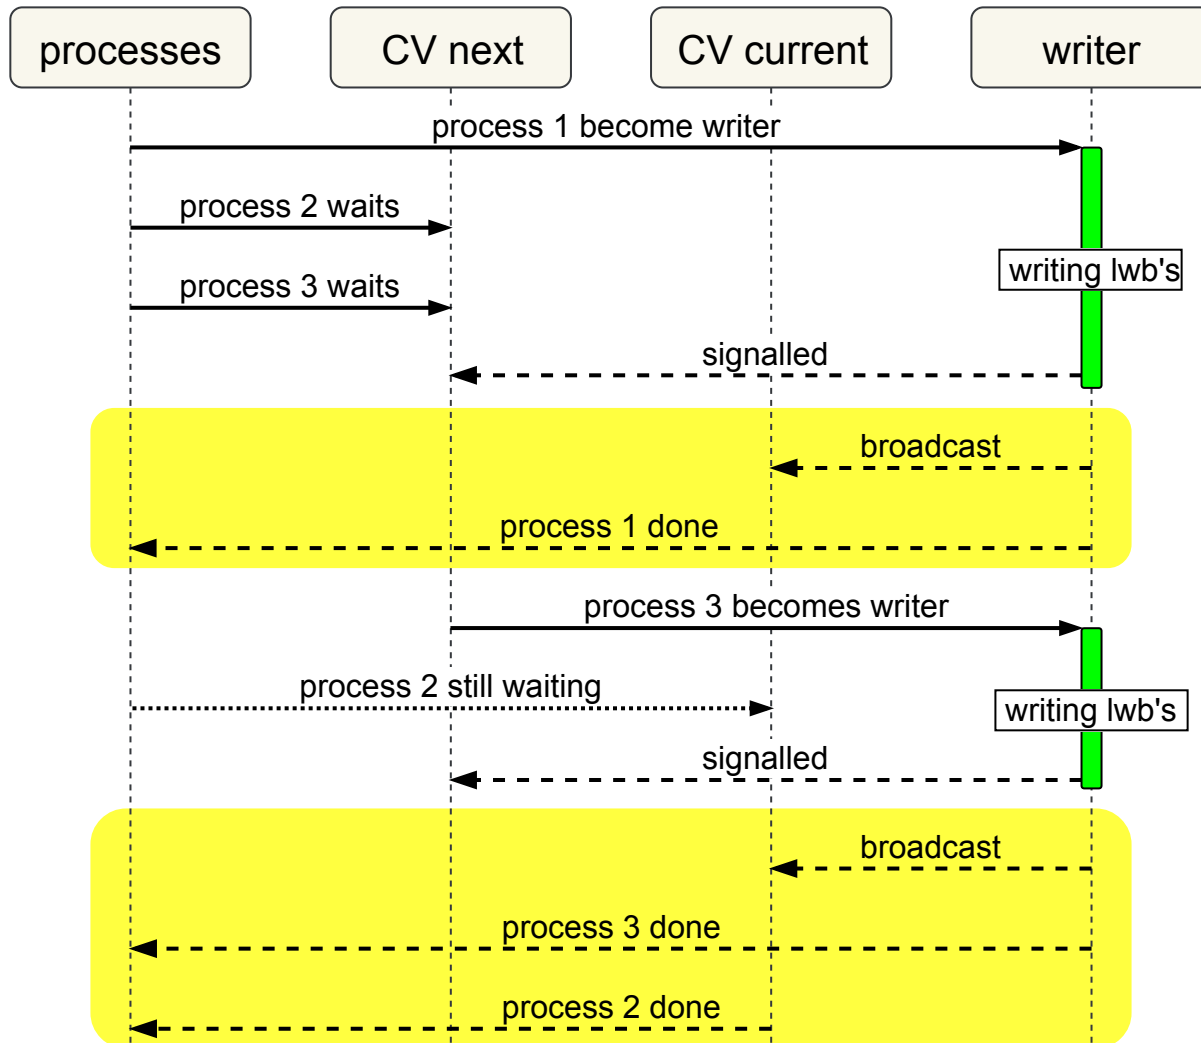 processes
CV next
CV current
writer
process 1 become writer
process 2 waits
writing lwb's
process 3 waits
signalled
broadcast
process 1 done
process 3 becomes writer
process 2 still waiting
writing lwb's
signalled
broadcast
process 3 done
process 2 done